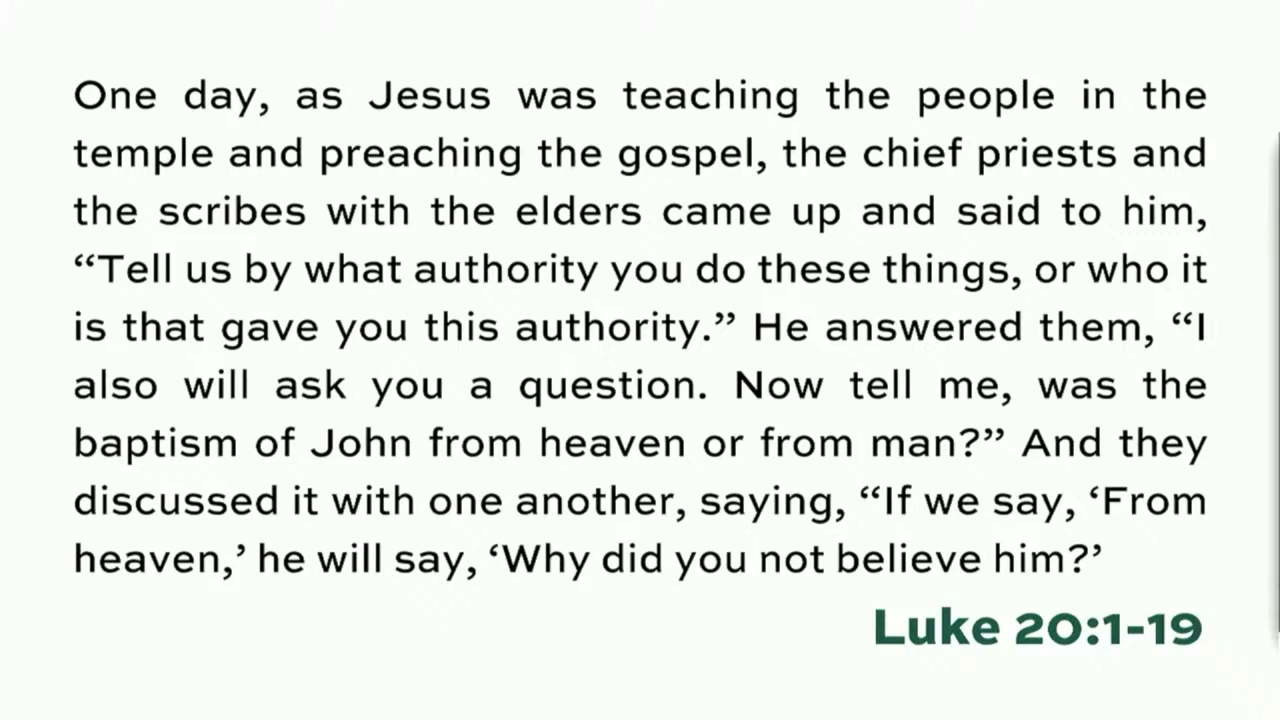 One day, as Jesus was teaching the people in the
temple and preaching the gospel, the chief priests and
the scribes with the elders came up and said to him,
“Tell us by what authority you do these things, or who it
is that gave you this authority.” He answered them, “I
also will ask you a question. Now tell me, was the
baptism of John from heaven or from man?” And they
discussed it with one another, saying, “If we say, ‘From
heaven,’ he will say, ‘Why did you not believe him?’
Luke 20:1-19